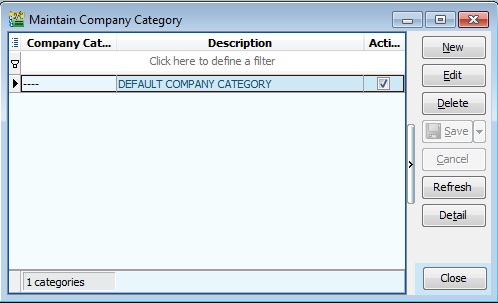 Maintain Company Category
Company Cat... Description Acti...
Click here to define a filter
---- DEFAULT COMPANY CATEGORY
1 categories
New
Edit
Delete
Save
Cancel
Refresh
Detail
Close